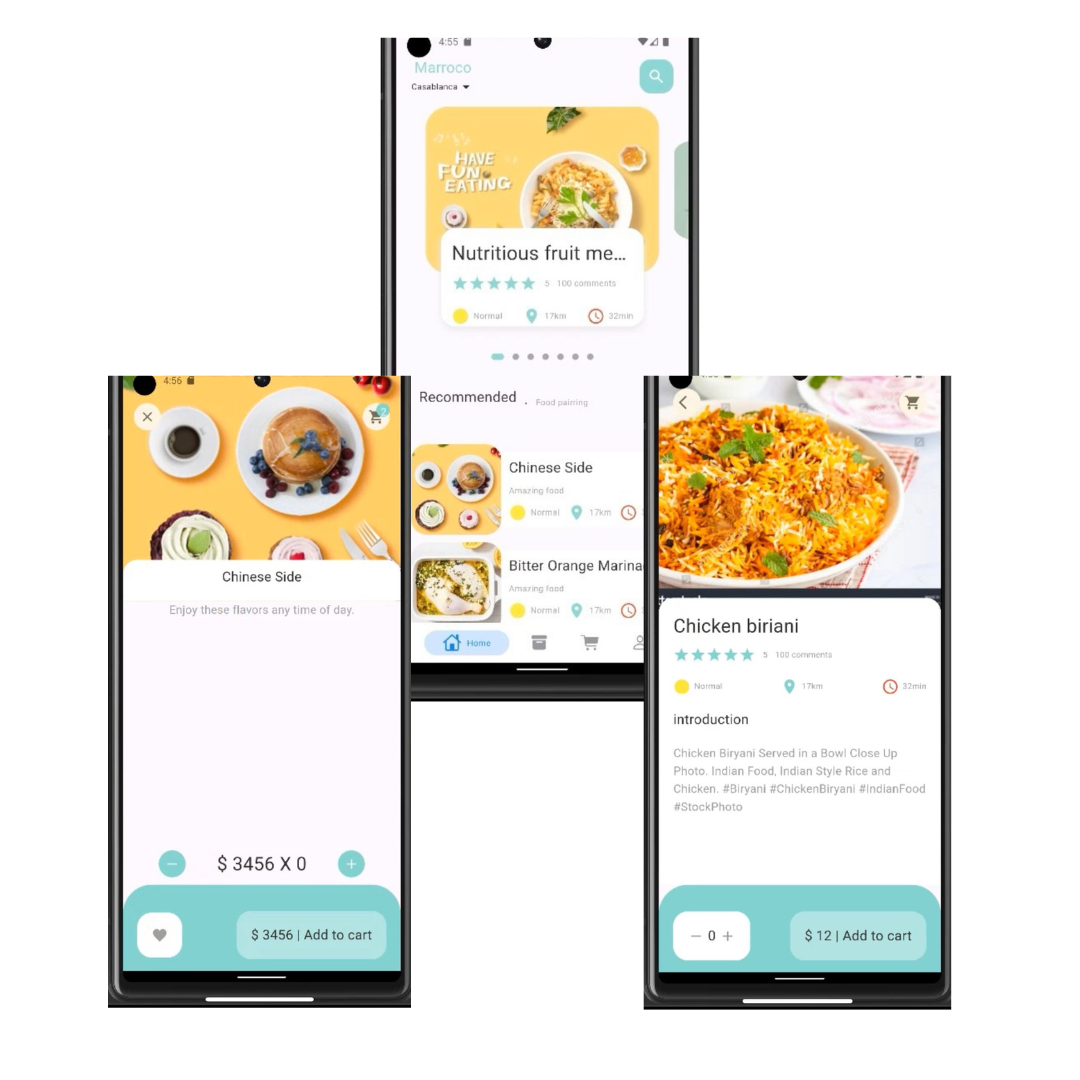 4:55
Marroco
Casablanca
HAVE
FUN
EATING
Nutritious fruit me...
5 100 comments
Normal 17km 32min
Recommended . Food pairring
Chinese Side
Amazing food
Normal 17km
Bitter Orange Marina
Amazing food
Normal 17km
Home
4:56
2
Chinese Side
Enjoy these flavors any time of day.
− $ 3456 X 0 +
$ 3456 | Add to cart
Chicken biriani
5 100 comments
Normal 17km 32min
introduction
Chicken Biryani Served in a Bowl Close Up
Photo. Indian Food, Indian Style Rice and
Chicken. #Biryani #ChickenBiryani #IndianFood
#StockPhoto
− 0 +
$ 12 | Add to cart